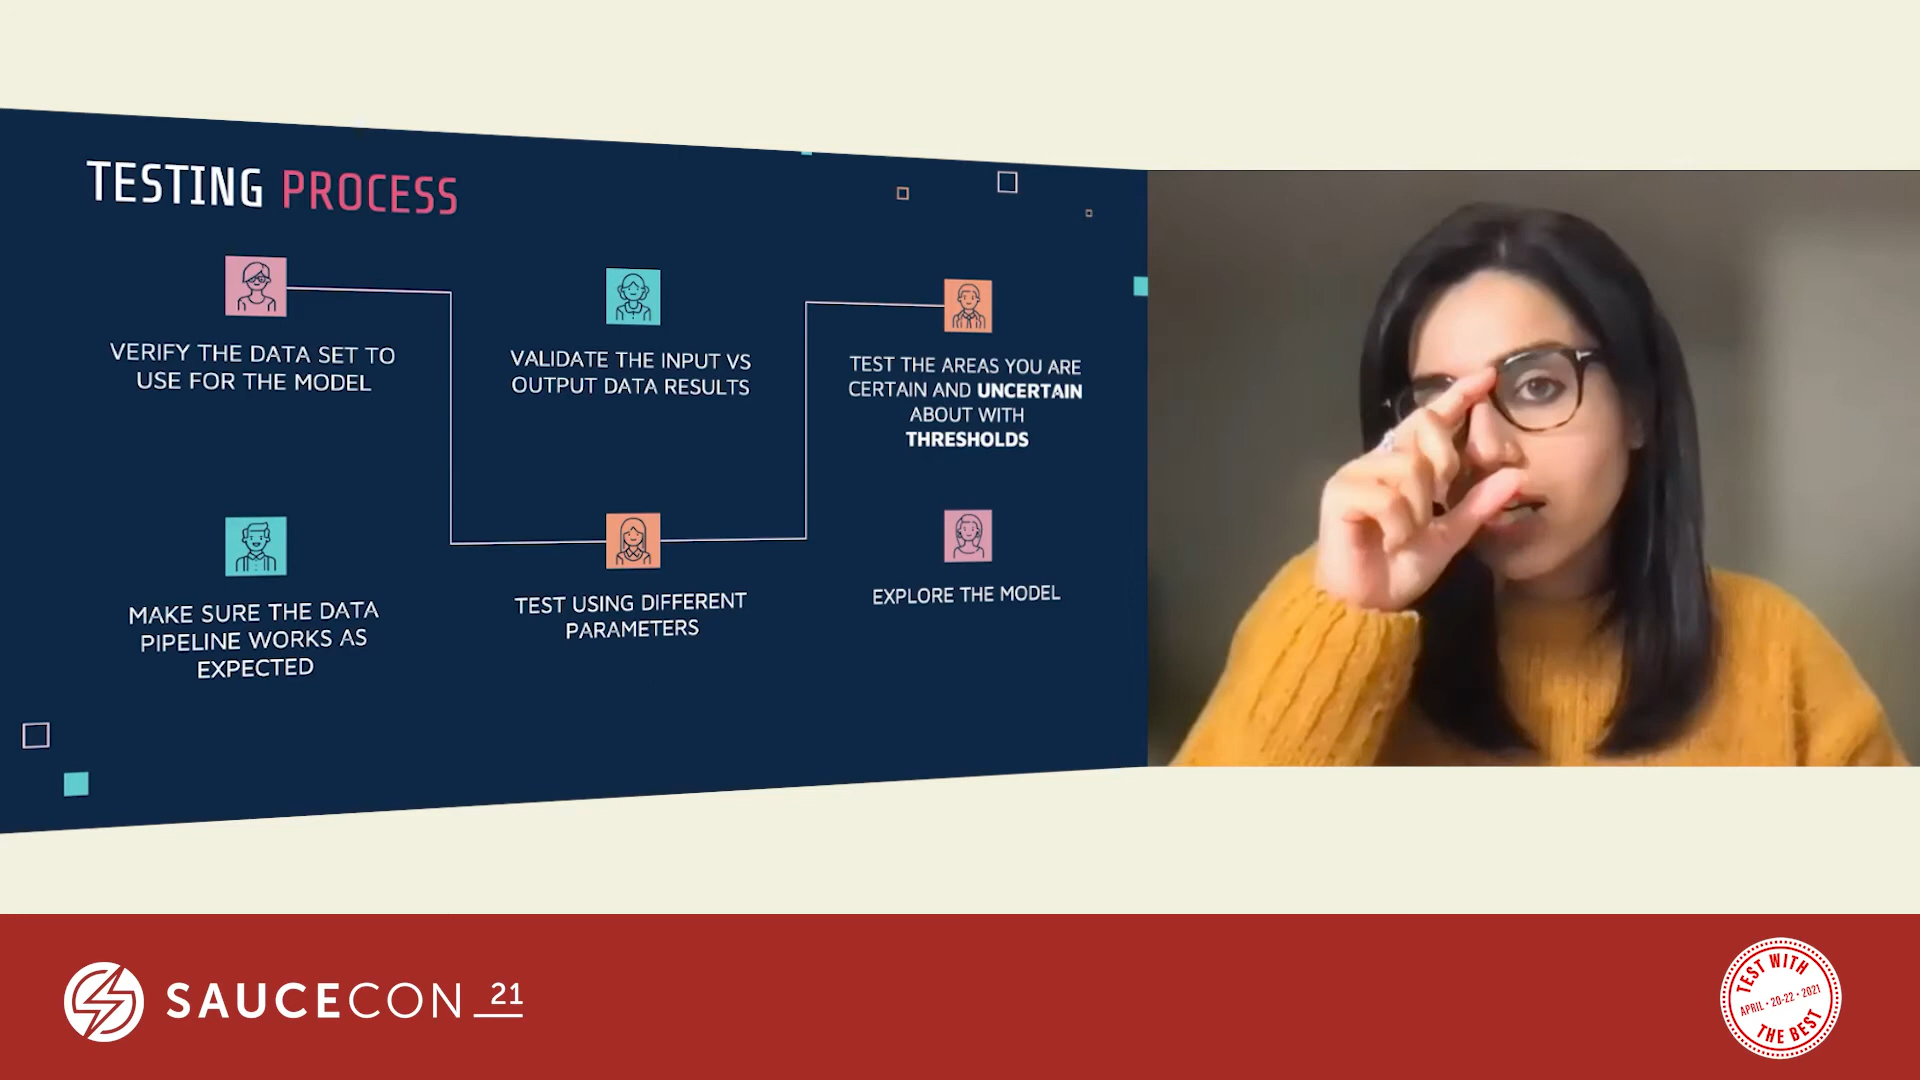 TESTING PROCESS
VERIFY THE DATA SET TO
USE FOR THE MODEL
VALIDATE THE INPUT VS
OUTPUT DATA RESULTS
TEST THE AREAS YOU ARE
CERTAIN AND UNCERTAIN
ABOUT WITH
THRESHOLDS
MAKE SURE THE DATA
PIPELINE WORKS AS
EXPECTED
TEST USING DIFFERENT
PARAMETERS
EXPLORE THE MODEL
SAUCECON 21
TEST WITH
APRIL • 20-22 • 2021
THE BEST